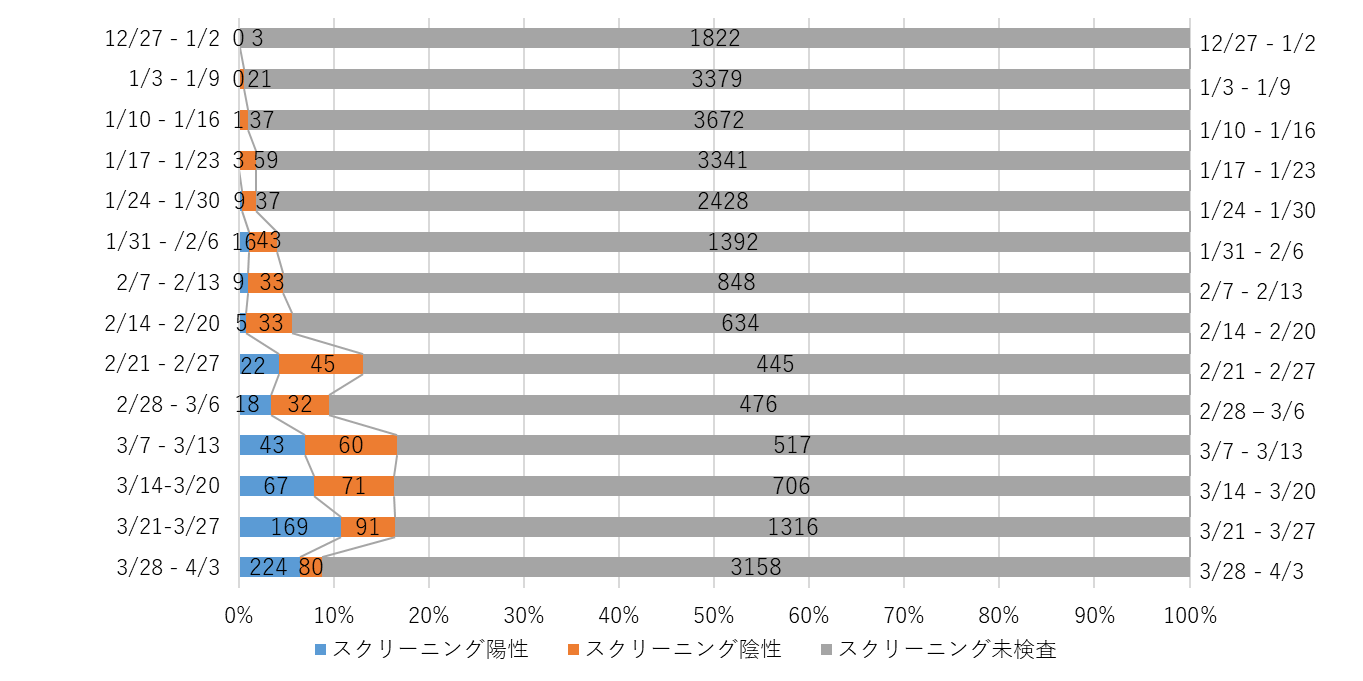 12/27 - 1/2 0 3 1822 12/27 - 1/2
1/3 - 1/9 0 21 3379 1/3 - 1/9
1/10 - 1/16 1 37 3672 1/10 - 1/16
1/17 - 1/23 3 59 3341 1/17 - 1/23
1/24 - 1/30 9 37 2428 1/24 - 1/30
1/31 - /2/6 16 43 1392 1/31 - 2/6
2/7 - 2/13 9 33 848 2/7 - 2/13
2/14 - 2/20 5 33 634 2/14 - 2/20
2/21 - 2/27 22 45 445 2/21 - 2/27
2/28 - 3/6 18 32 476 2/28 – 3/6
3/7 - 3/13 43 60 517 3/7 - 3/13
3/14-3/20 67 71 706 3/14 - 3/20
3/21-3/27 169 91 1316 3/21 - 3/27
3/28 - 4/3 224 80 3158 3/28 - 4/3
0% 10% 20% 30% 40% 50% 60% 70% 80% 90% 100%
スクリーニング陽性 スクリーニング陰性 スクリーニング未検査